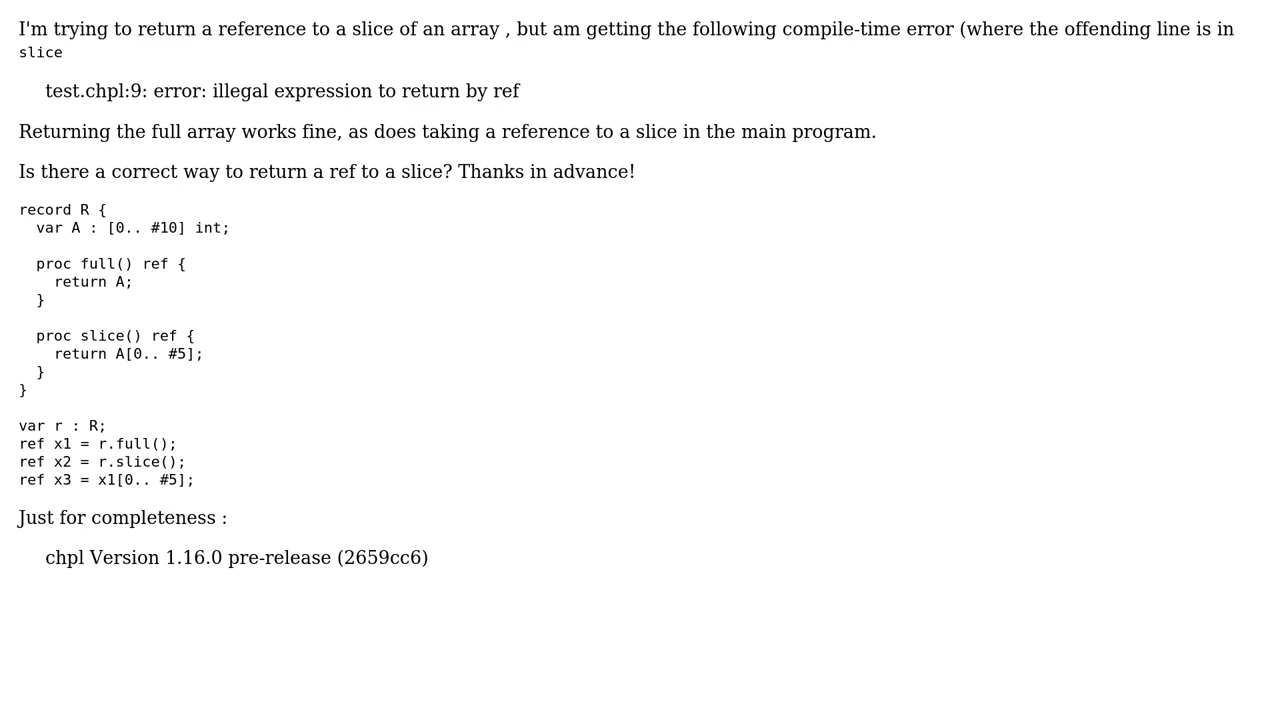 I'm trying to return a reference to a slice of an array , but am getting the following compile-time error (where the offending line is in
slice
test.chpl:9: error: illegal expression to return by ref
Returning the full array works fine, as does taking a reference to a slice in the main program.
Is there a correct way to return a ref to a slice? Thanks in advance!
record R {
  var A : [0.. #10] int;
  proc full() ref {
    return A;
  }
  proc slice() ref {
    return A[0.. #5];
  }
}
var r : R;
ref x1 = r.full();
ref x2 = r.slice();
ref x3 = x1[0.. #5];
Just for completeness :
chpl Version 1.16.0 pre-release (2659cc6)